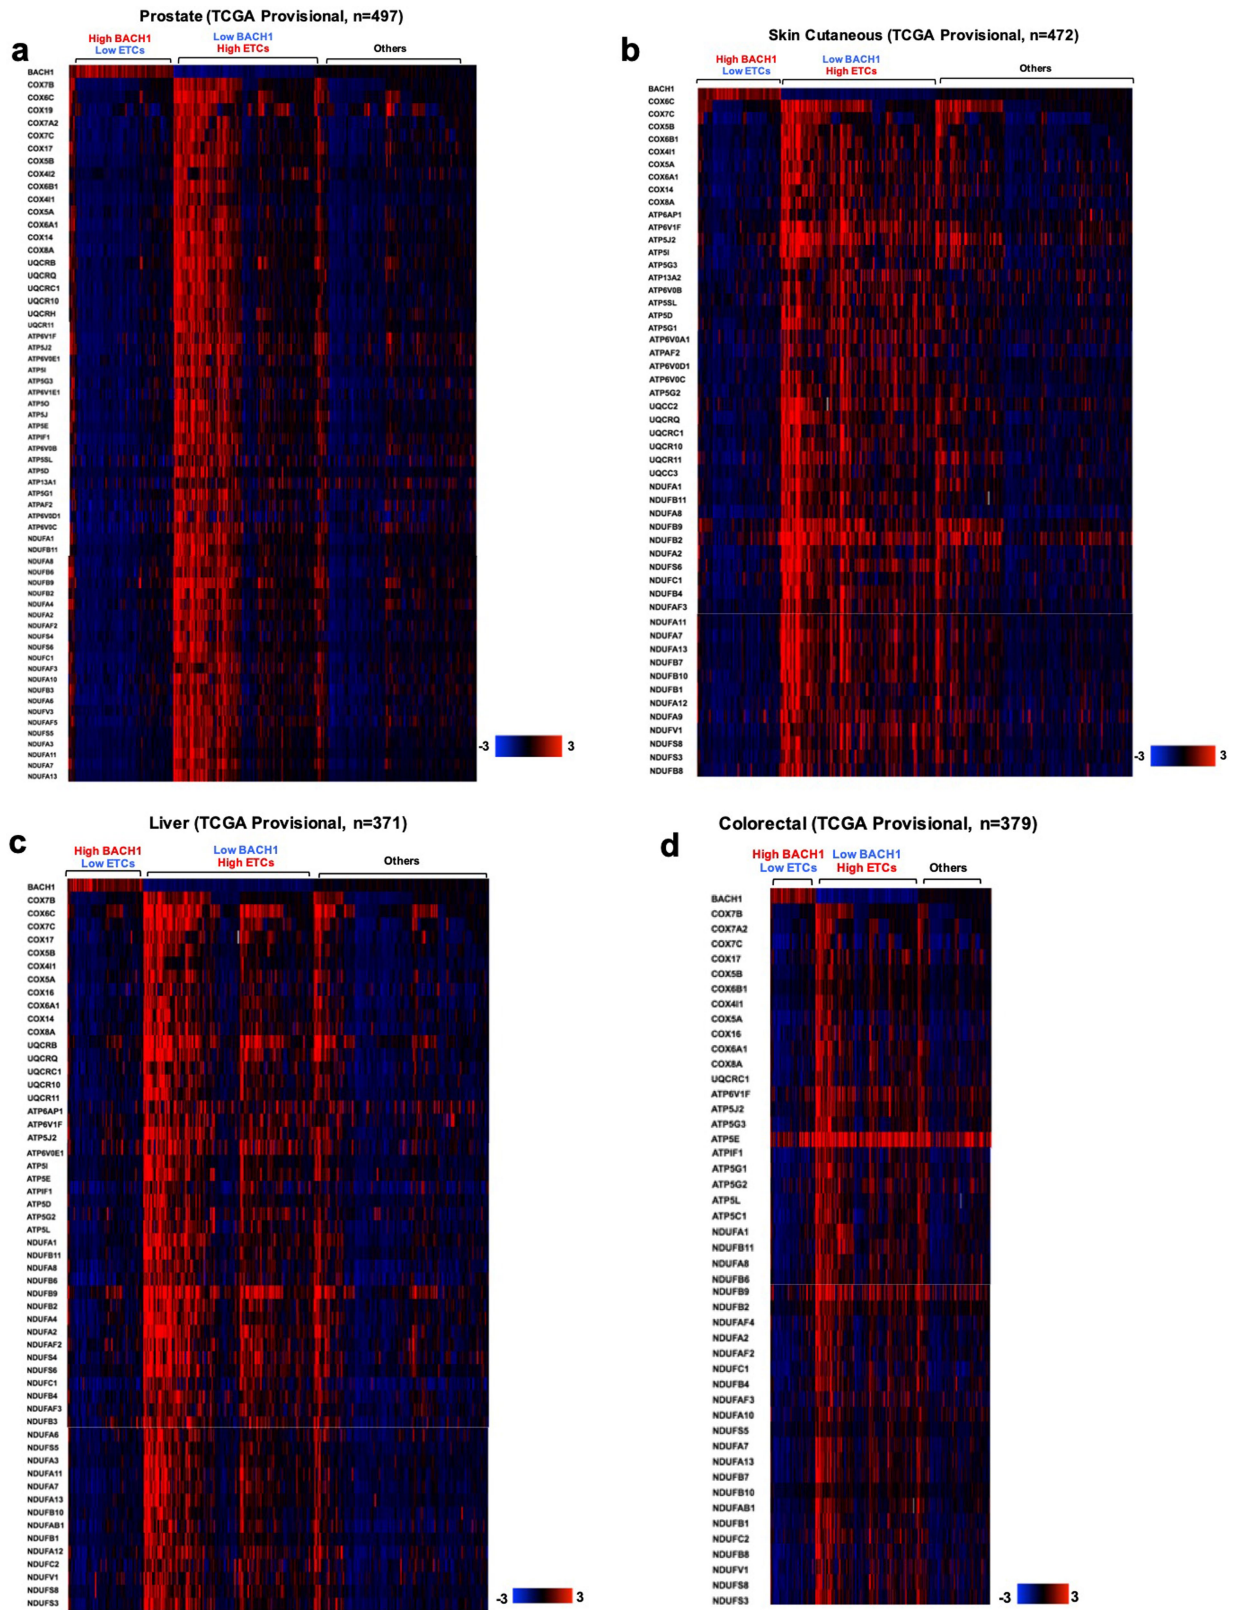 Prostate (TCGA Provisional, n=497)
a
High BACH1
Low ETCs
Low BACH1
High ETCs
Others
BACH1
COX7B
COX6C
COX19
COX7A2
COX7C
COX17
COX5B
COX4I2
COX6B1
COX4I1
COX5A
COX6A1
COX14
COX8A
UQCRB
UQCRQ
UQCRC1
UQCR10
UQCRH
UQCR11
ATP6V1F
ATP5J2
ATP6V0E1
ATP5I
ATP5G3
ATP6V1E1
ATP5O
ATP5J
ATP5E
ATPIF1
ATP6V0B
ATP5SL
ATP5D
ATP13A1
ATP5G1
ATPAF2
ATP6V0D1
ATP6V0C
NDUFA1
NDUFB11
NDUFA8
NDUFB6
NDUFB9
NDUFB2
NDUFA4
NDUFA2
NDUFAF2
NDUFS4
NDUFS6
NDUFC1
NDUFAF3
NDUFA10
NDUFB3
NDUFA6
NDUFV3
NDUFAF5
NDUFS5
NDUFA3
NDUFA11
NDUFA7
NDUFA13
-3 3
Skin Cutaneous (TCGA Provisional, n=472)
b
High BACH1
Low ETCs
Low BACH1
High ETCs
Others
BACH1
COX6C
COX7C
COX5B
COX6B1
COX4I1
COX5A
COX6A1
COX14
COX8A
ATP6AP1
ATP6V1F
ATP5J2
ATP5I
ATP5G3
ATP13A2
ATP6V0B
ATP5SL
ATP5D
ATP5G1
ATP6V0A1
ATPAF2
ATP6V0D1
ATP6V0C
ATP5G2
UQCC2
UQCRQ
UQCRC1
UQCR10
UQCR11
UQCC3
NDUFA1
NDUFB11
NDUFA8
NDUFB9
NDUFB2
NDUFA2
NDUFS6
NDUFC1
NDUFB4
NDUFAF3
NDUFA11
NDUFA7
NDUFA13
NDUFB7
NDUFB10
NDUFB1
NDUFA12
NDUFA9
NDUFV1
NDUFS8
NDUFS3
NDUFB8
-3 3
Liver (TCGA Provisional, n=371)
c
High BACH1
Low ETCs
Low BACH1
High ETCs
Others
BACH1
COX7B
COX6C
COX7C
COX17
COX5B
COX4I1
COX5A
COX16
COX6A1
COX14
COX8A
UQCRB
UQCRQ
UQCRC1
UQCR10
UQCR11
ATP6AP1
ATP6V1F
ATP5J2
ATP6V0E1
ATP5I
ATP5E
ATPIF1
ATP5D
ATP5G2
ATP5L
NDUFA1
NDUFB11
NDUFA8
NDUFB6
NDUFB9
NDUFB2
NDUFA4
NDUFA2
NDUFAF2
NDUFS4
NDUFS6
NDUFC1
NDUFB4
NDUFAF3
NDUFB3
NDUFA6
NDUFS5
NDUFA3
NDUFA11
NDUFA7
NDUFA13
NDUFB10
NDUFAB1
NDUFB1
NDUFA12
NDUFC2
NDUFV1
NDUFS8
NDUFS3
-3 3
Colorectal (TCGA Provisional, n=379)
d
High BACH1
Low ETCs
Low BACH1
High ETCs
Others
BACH1
COX7B
COX7A2
COX7C
COX17
COX5B
COX6B1
COX4I1
COX5A
COX16
COX6A1
COX8A
UQCRC1
ATP6V1F
ATP5J2
ATP5G3
ATP5E
ATPIF1
ATP5G1
ATP5G2
ATP5L
ATP5C1
NDUFA1
NDUFB11
NDUFA8
NDUFB6
NDUFB9
NDUFB2
NDUFAF4
NDUFA2
NDUFAF2
NDUFC1
NDUFB4
NDUFAF3
NDUFA10
NDUFS5
NDUFA7
NDUFA13
NDUFB7
NDUFB10
NDUFAB1
NDUFB1
NDUFC2
NDUFB8
NDUFV1
NDUFS8
NDUFS3
-3 3